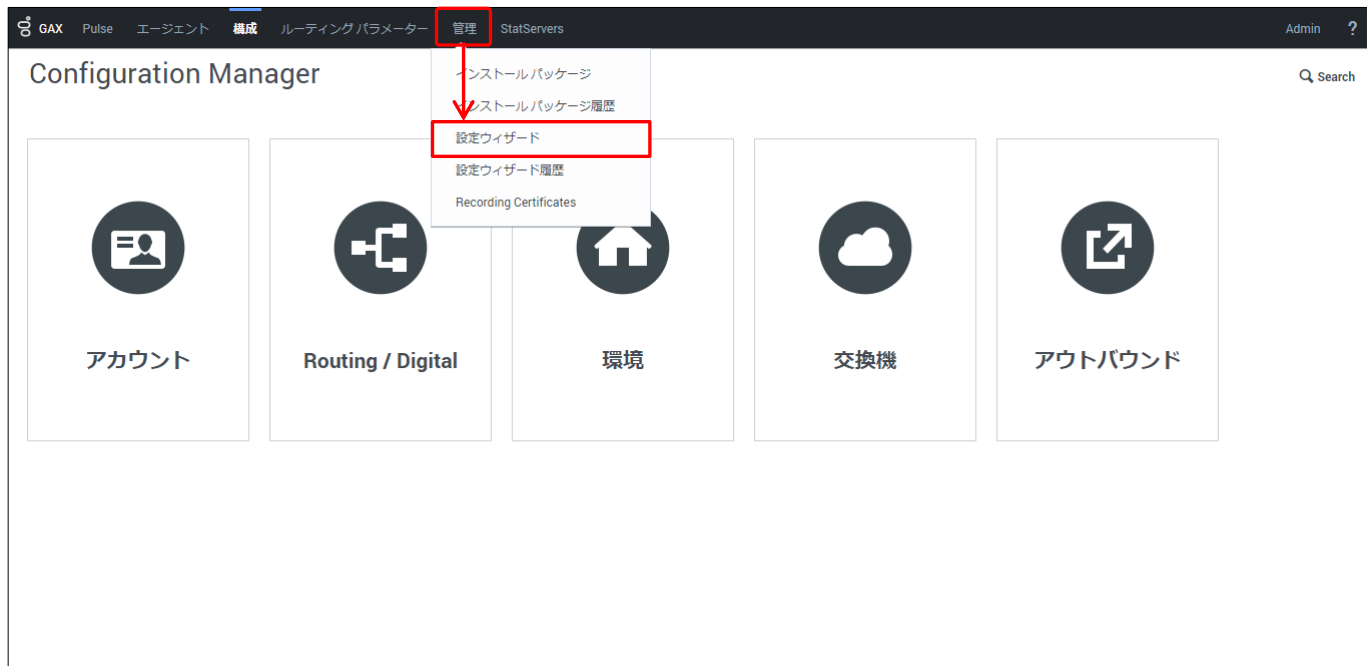 GAX Pulse エージェント 構成 ルーティング パラメーター 管理 StatServers Admin ?
Configuration Manager
Search
インストール パッケージ
インストール パッケージ履歴
設定ウィザード
設定ウィザード履歴
Recording Certificates
アカウント
Routing / Digital
環境
交換機
アウトバウンド